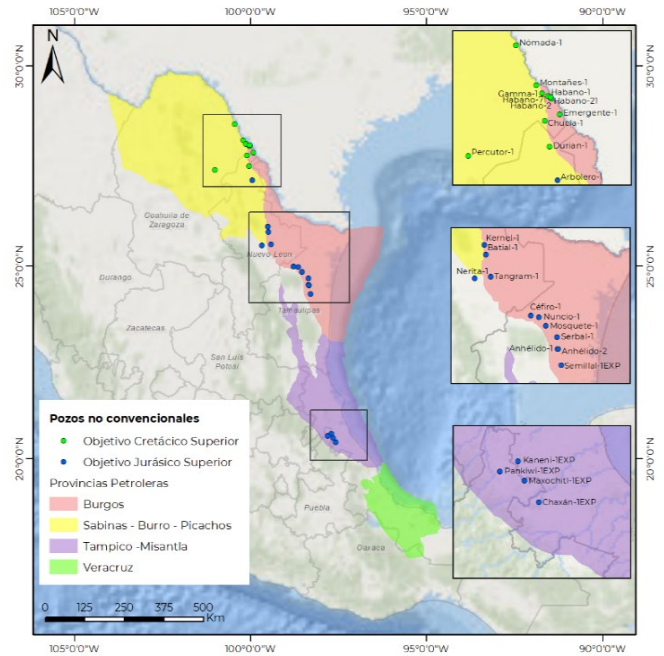 105°0'0"W 100°0'0"W 95°0'0"W 90°0'0"W
N
30°0'0"N
25°0'0"N
20°0'0"N
30°0'0"N
25°0'0"N
20°0'0"N
Coahuila de
Zaragoza
Nuevo León
Durango
Zacatecas
Tamaulipas
San Luis
Potosí
Puebla
Oaxaca
Nómada-1
Montañes-1
Gamma-1
Habano-1
Habano-71
Habano-21
Habano-2
Emergente-1
Chucla-1
Durian-1
Percutor-1
Arbolero-1
Kernel-1
Batial-1
Nerita-1
Tangram-1
Céfiro-1
Nuncio-1
Mosquete-1
Serbal-1
Anhélido-1
Anhélido-2
Semillal-1EXP
Kaneni-1EXP
Pankiwi-1EXP
Maxochitl-1EXP
Chaxán-1EXP
Pozos no convencionales
Objetivo Cretácico Superior
Objetivo Jurásico Superior
Provincias Petroleras
Burgos
Sabinas - Burro - Picachos
Tampico -Misantla
Veracruz
0 125 250 375 500
Km
105°0'0"W 100°0'0"W 95°0'0"W 90°0'0"W